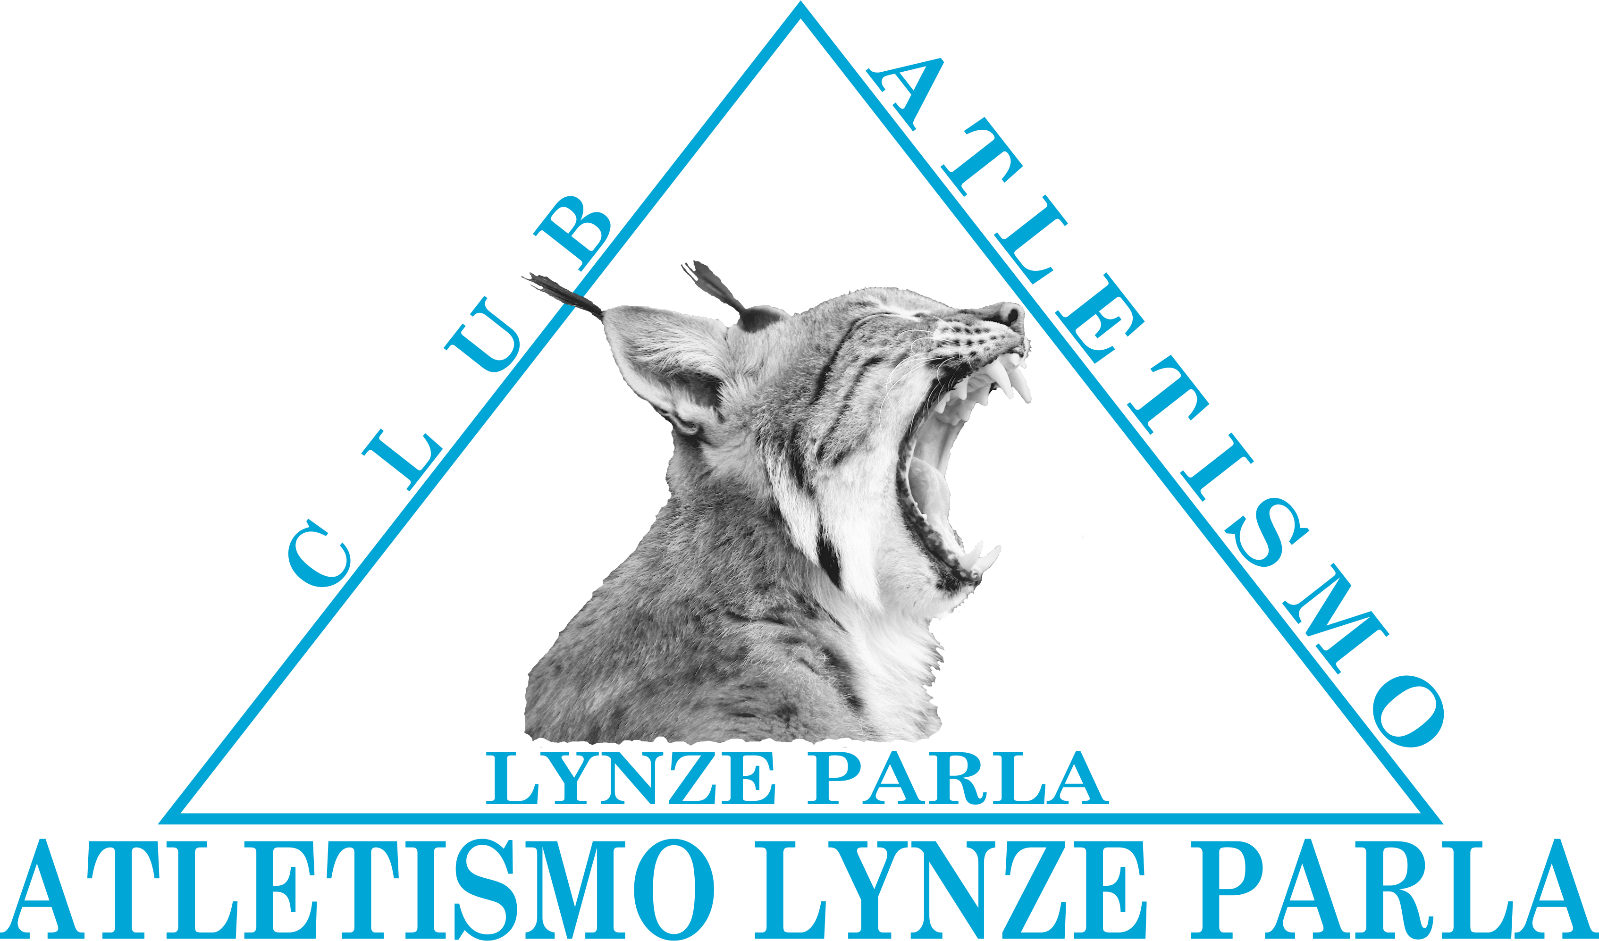 CLUB
ATLETISMO
LYNZE PARLA
ATLETISMO LYNZE PARLA